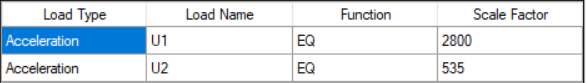 Load Type Load Name Function Scale Factor
Acceleration U1 EQ 2800
Acceleration U2 EQ 535